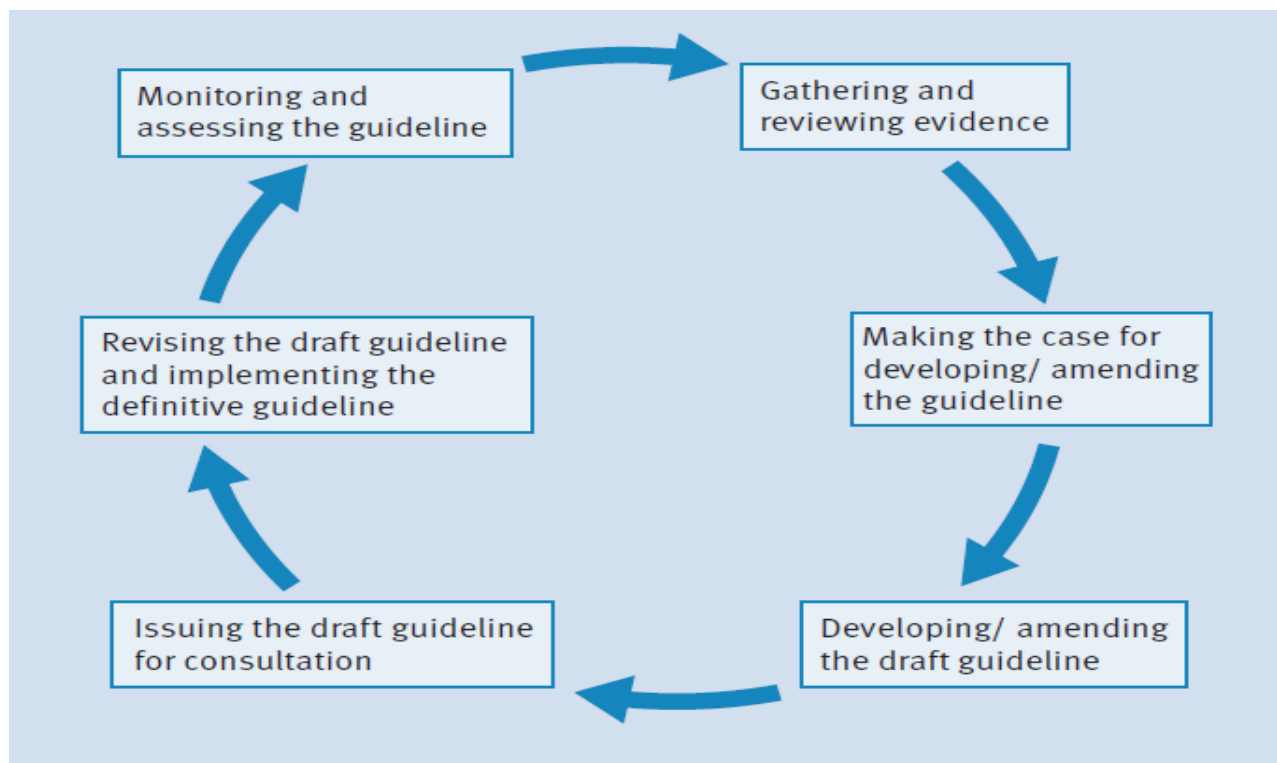 Monitoring and
assessing the guideline
Gathering and
reviewing evidence
Making the case for
developing/ amending
the guideline
Developing/ amending
the draft guideline
Issuing the draft guideline
for consultation
Revising the draft guideline
and implementing the
definitive guideline